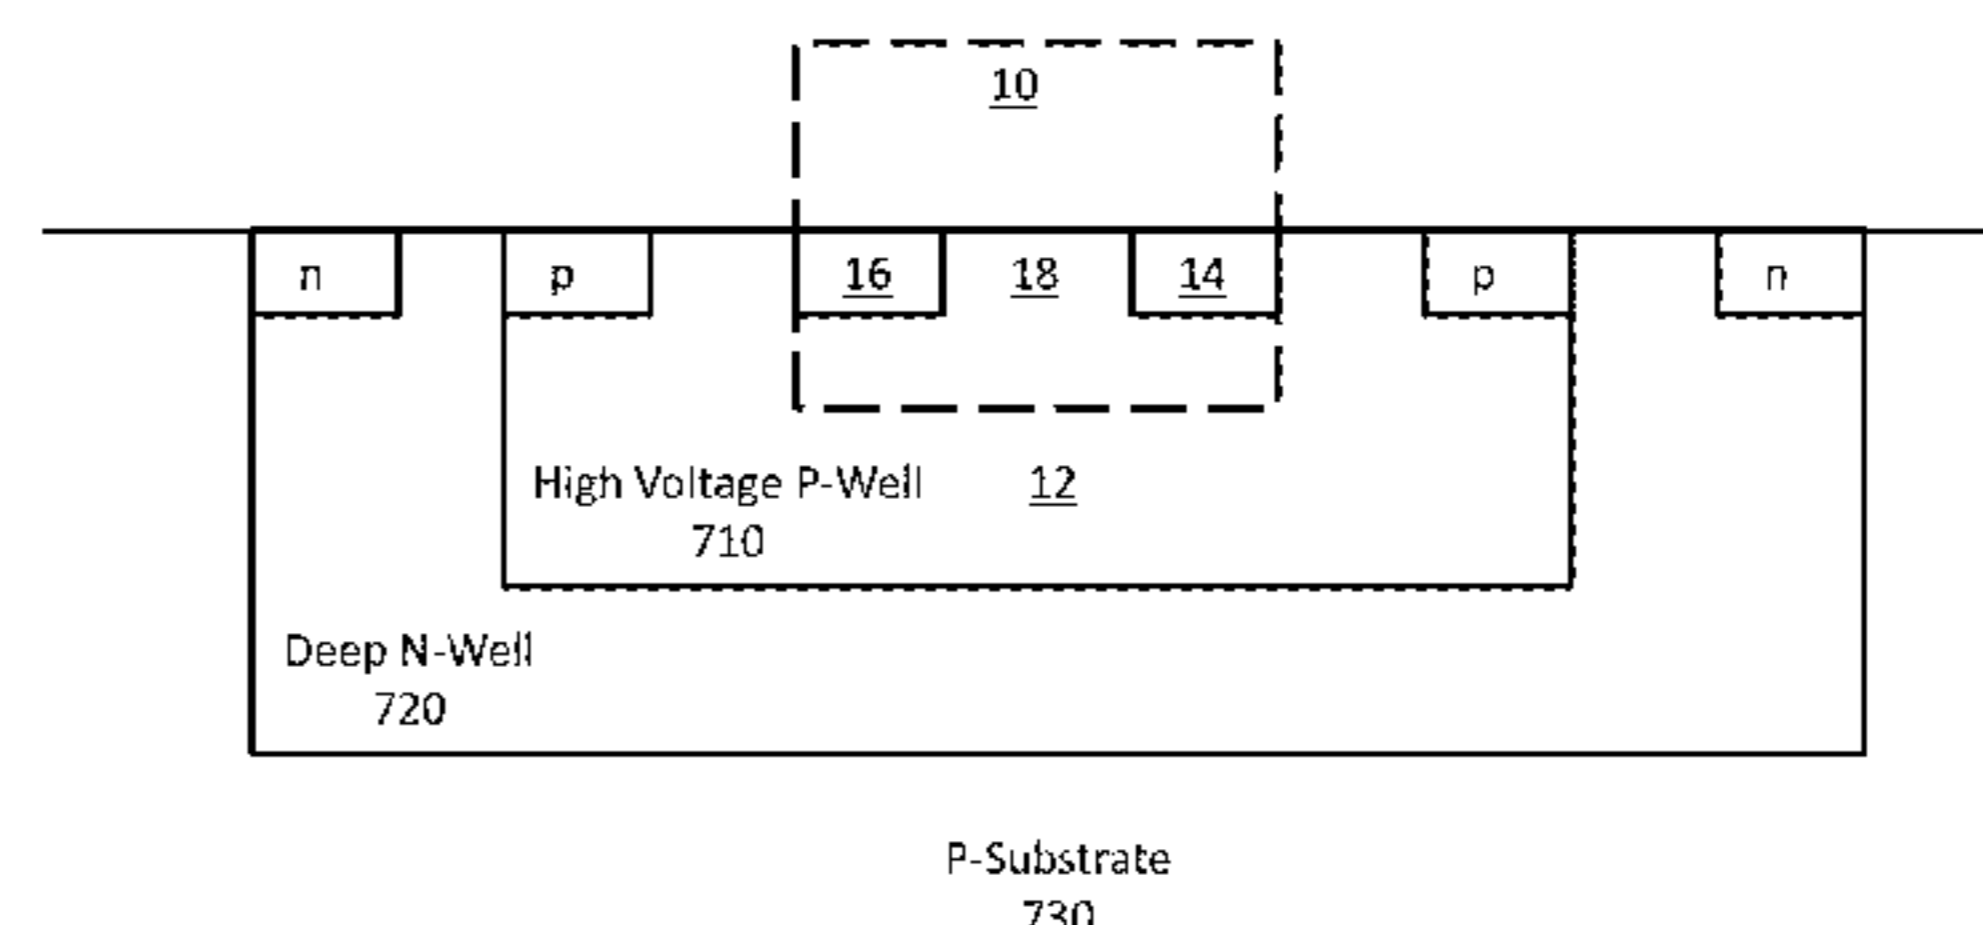 10
n p 16 18 14 p n
High Voltage P-Well 12
710
Deep N-Well
720
P-Substrate
730